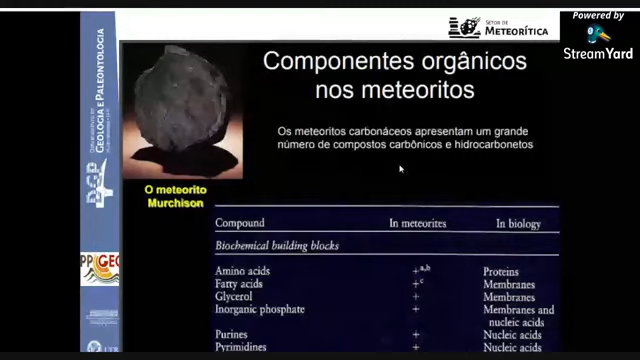 Powered by
StreamYard
SETOR DE
METEORÍTICA
GEOLOGIA E PALEONTOLOGIA
DGP
PPGEO
Componentes orgânicos
nos meteoritos
Os meteoritos carbonáceos apresentam um grande
número de compostos carbônicos e hidrocarbonetos
O meteorito
Murchison
Compound In meteorites In biology
Biochemical building blocks
Amino acids +a,b Proteins
Fatty acids +c Membranes
Glycerol + Membranes
Inorganic phosphate + Membranes and
nucleic acids
Purines + Nucleic acids
Pyrimidines + Nucleic acids